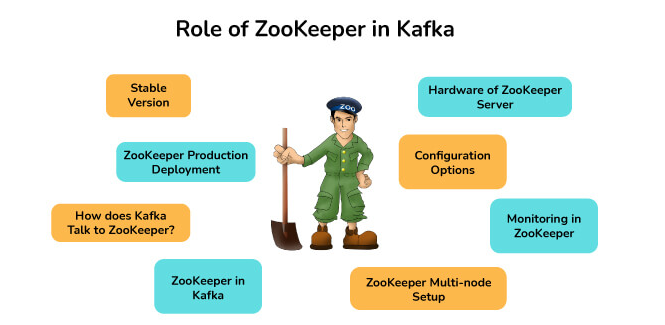 Role of ZooKeeper in Kafka
Stable
Version
Hardware of ZooKeeper
Server
ZOO
ZooKeeper Production
Deployment
Configuration
Options
How does Kafka
Talk to ZooKeeper?
Monitoring in
ZooKeeper
ZooKeeper in
Kafka
ZooKeeper Multi-node
Setup